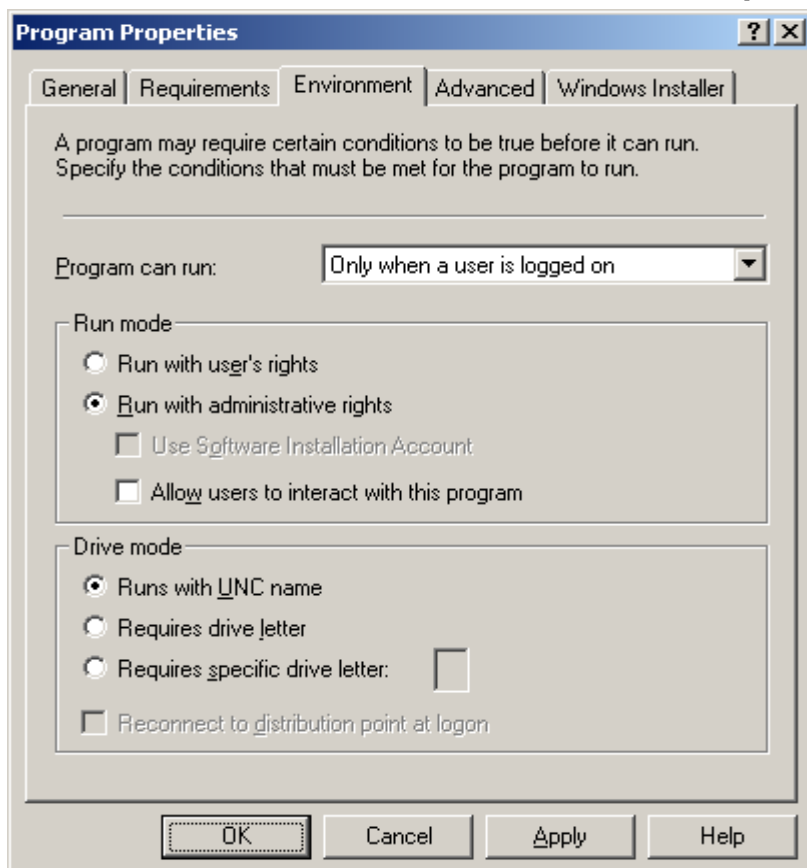 Program Properties
General Requirements Environment Advanced Windows Installer
A program may require certain conditions to be true before it can run.
Specify the conditions that must be met for the program to run.
Program can run: Only when a user is logged on
Run mode
Run with user's rights
Run with administrative rights
Use Software Installation Account
Allow users to interact with this program
Drive mode
Runs with UNC name
Requires drive letter
Requires specific drive letter:
Reconnect to distribution point at logon
OK Cancel Apply Help